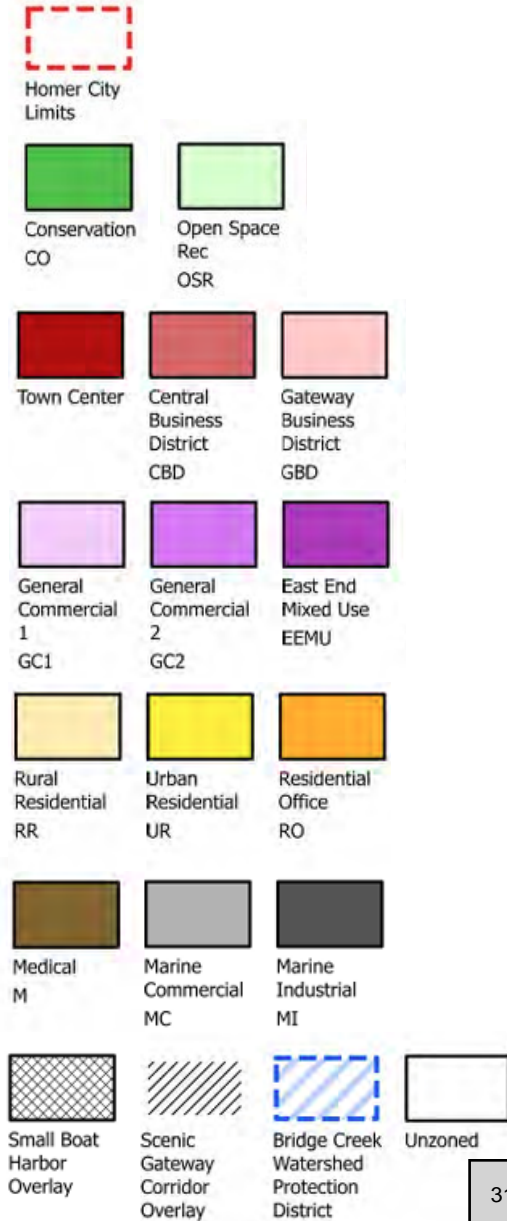 Homer City
Limits
Conservation
CO
Open Space
Rec
OSR
Town Center
Central
Business
District
CBD
Gateway
Business
District
GBD
General
Commercial
1
GC1
General
Commercial
2
GC2
East End
Mixed Use
EEMU
Rural
Residential
RR
Urban
Residential
UR
Residential
Office
RO
Medical
M
Marine
Commercial
MC
Marine
Industrial
MI
Small Boat
Harbor
Overlay
Scenic
Gateway
Corridor
Overlay
Bridge Creek
Watershed
Protection
District
Unzoned